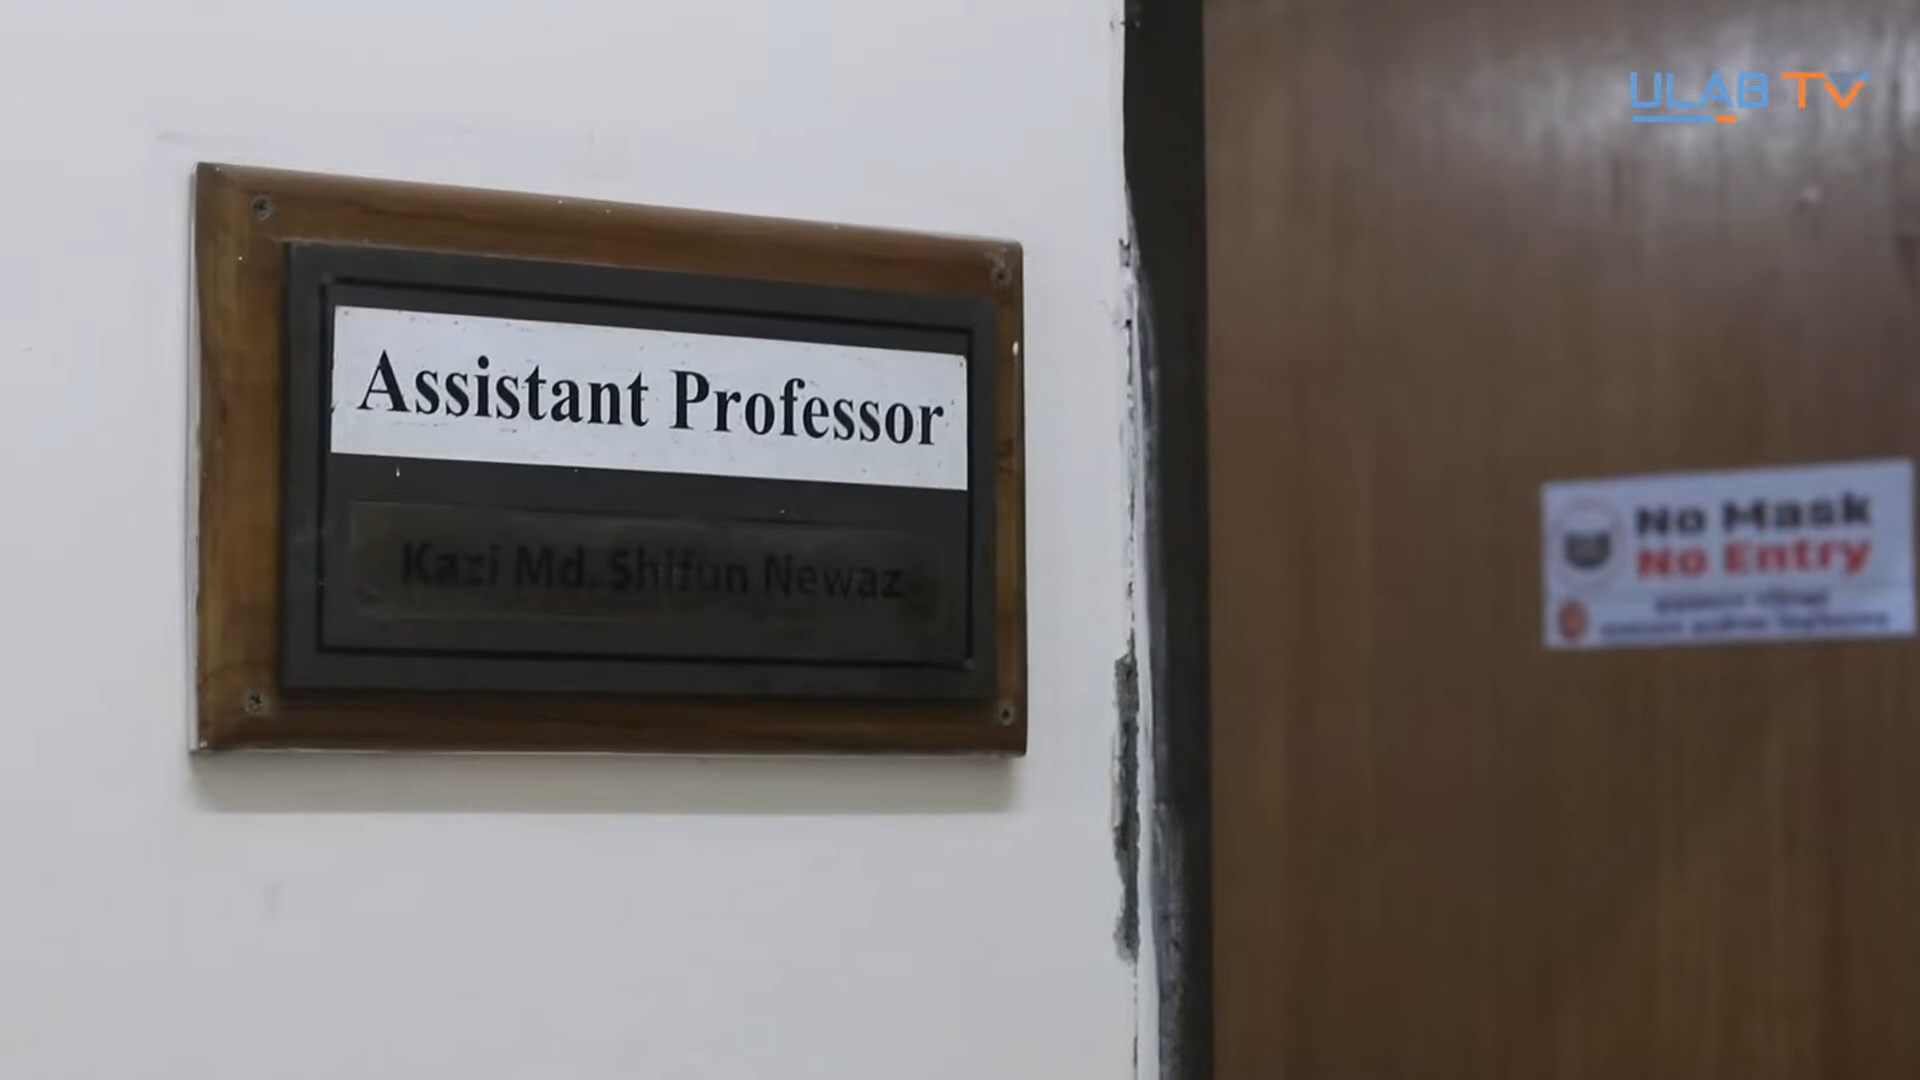 ULAB TV
Assistant Professor
Kazi Md. Shifun Newaz
No Mask
No Entry